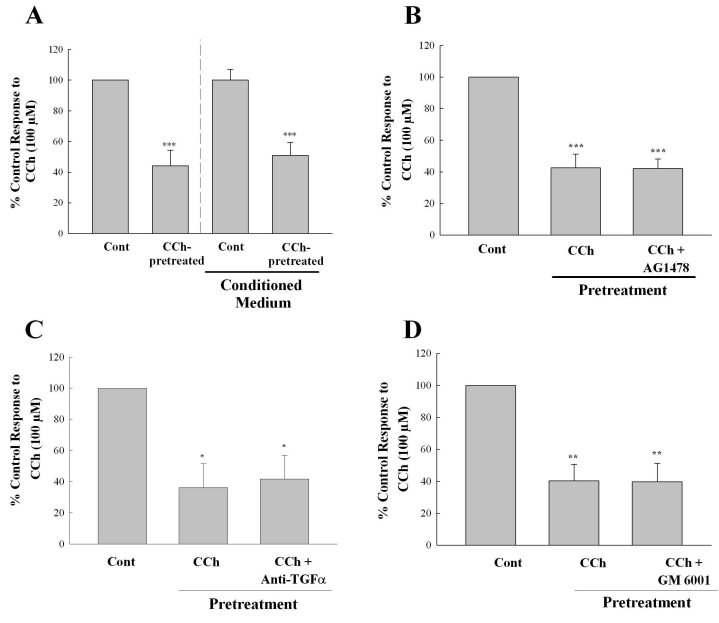 A
% Control Response to
CCh (100 µM)
120
100
80
60
40
20
0
***
***
Cont
CCh-
pretreated
Cont
CCh-
pretreated
Conditioned
Medium
B
% Control Response to
CCh (100 µM)
120
100
80
60
40
20
0
***
***
Cont
CCh
CCh +
AG1478
Pretreatment
C
% Control Response to
CCh (100 µM)
120
100
80
60
40
20
0
*
*
Cont
CCh
CCh +
Anti-TGFα
Pretreatment
D
% Control Response to
CCh (100 µM)
120
100
80
60
40
20
0
**
**
Cont
CCh
CCh +
GM 6001
Pretreatment